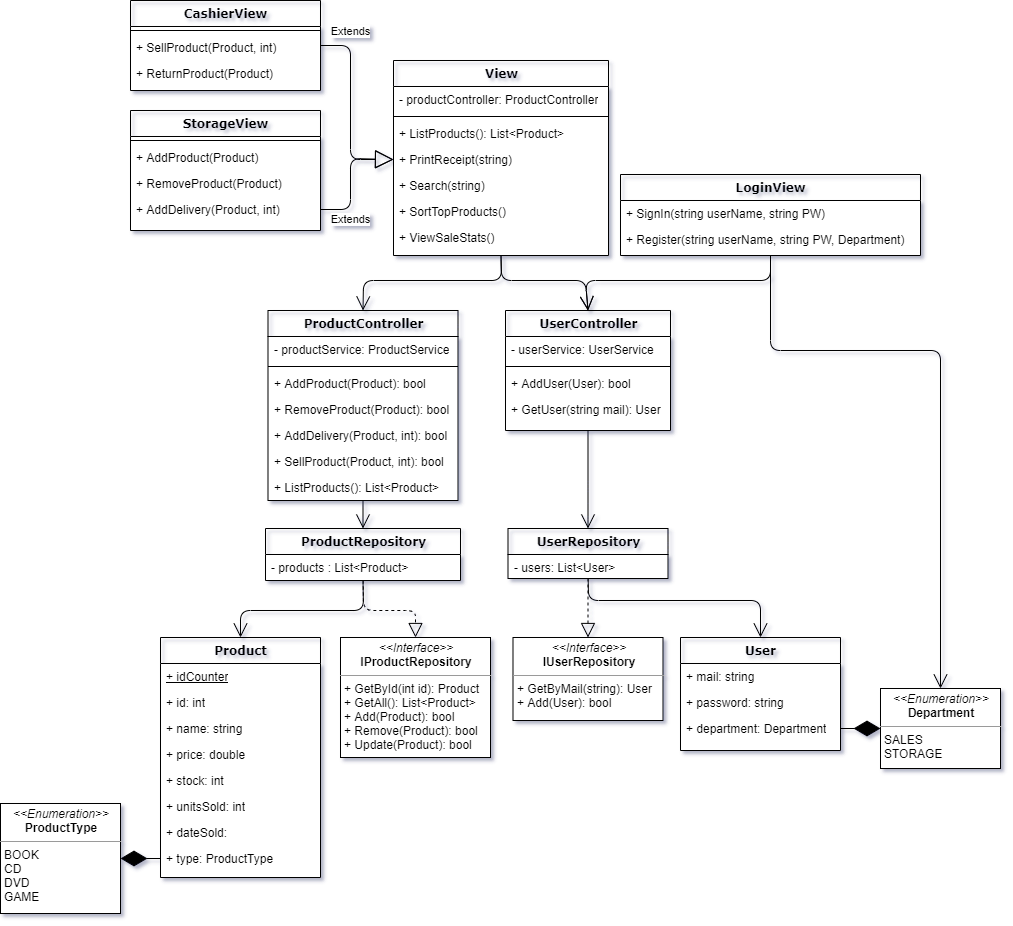 CashierView
+ SellProduct(Product, int)
+ ReturnProduct(Product)
Extends
StorageView
+ AddProduct(Product)
+ RemoveProduct(Product)
+ AddDelivery(Product, int)
Extends
View
- productController: ProductController
+ ListProducts(): List<Product>
+ PrintReceipt(string)
+ Search(string)
+ SortTopProducts()
+ ViewSaleStats()
LoginView
+ SignIn(string userName, string PW)
+ Register(string userName, string PW, Department)
ProductController
- productService: ProductService
+ AddProduct(Product): bool
+ RemoveProduct(Product): bool
+ AddDelivery(Product, int): bool
+ SellProduct(Product, int): bool
+ ListProducts(): List<Product>
UserController
- userService: UserService
+ AddUser(User): bool
+ GetUser(string mail): User
ProductRepository
- products : List<Product>
UserRepository
- users: List<User>
Product
+ idCounter
+ id: int
+ name: string
+ price: double
+ stock: int
+ unitsSold: int
+ dateSold:
+ type: ProductType
<<Interface>>
IProductRepository
+ GetById(int id): Product
+ GetAll(): List<Product>
+ Add(Product): bool
+ Remove(Product): bool
+ Update(Product): bool
<<Interface>>
IUserRepository
+ GetByMail(string): User
+ Add(User): bool
User
+ mail: string
+ password: string
+ department: Department
<<Enumeration>>
Department
SALES
STORAGE
<<Enumeration>>
ProductType
BOOK
CD
DVD
GAME